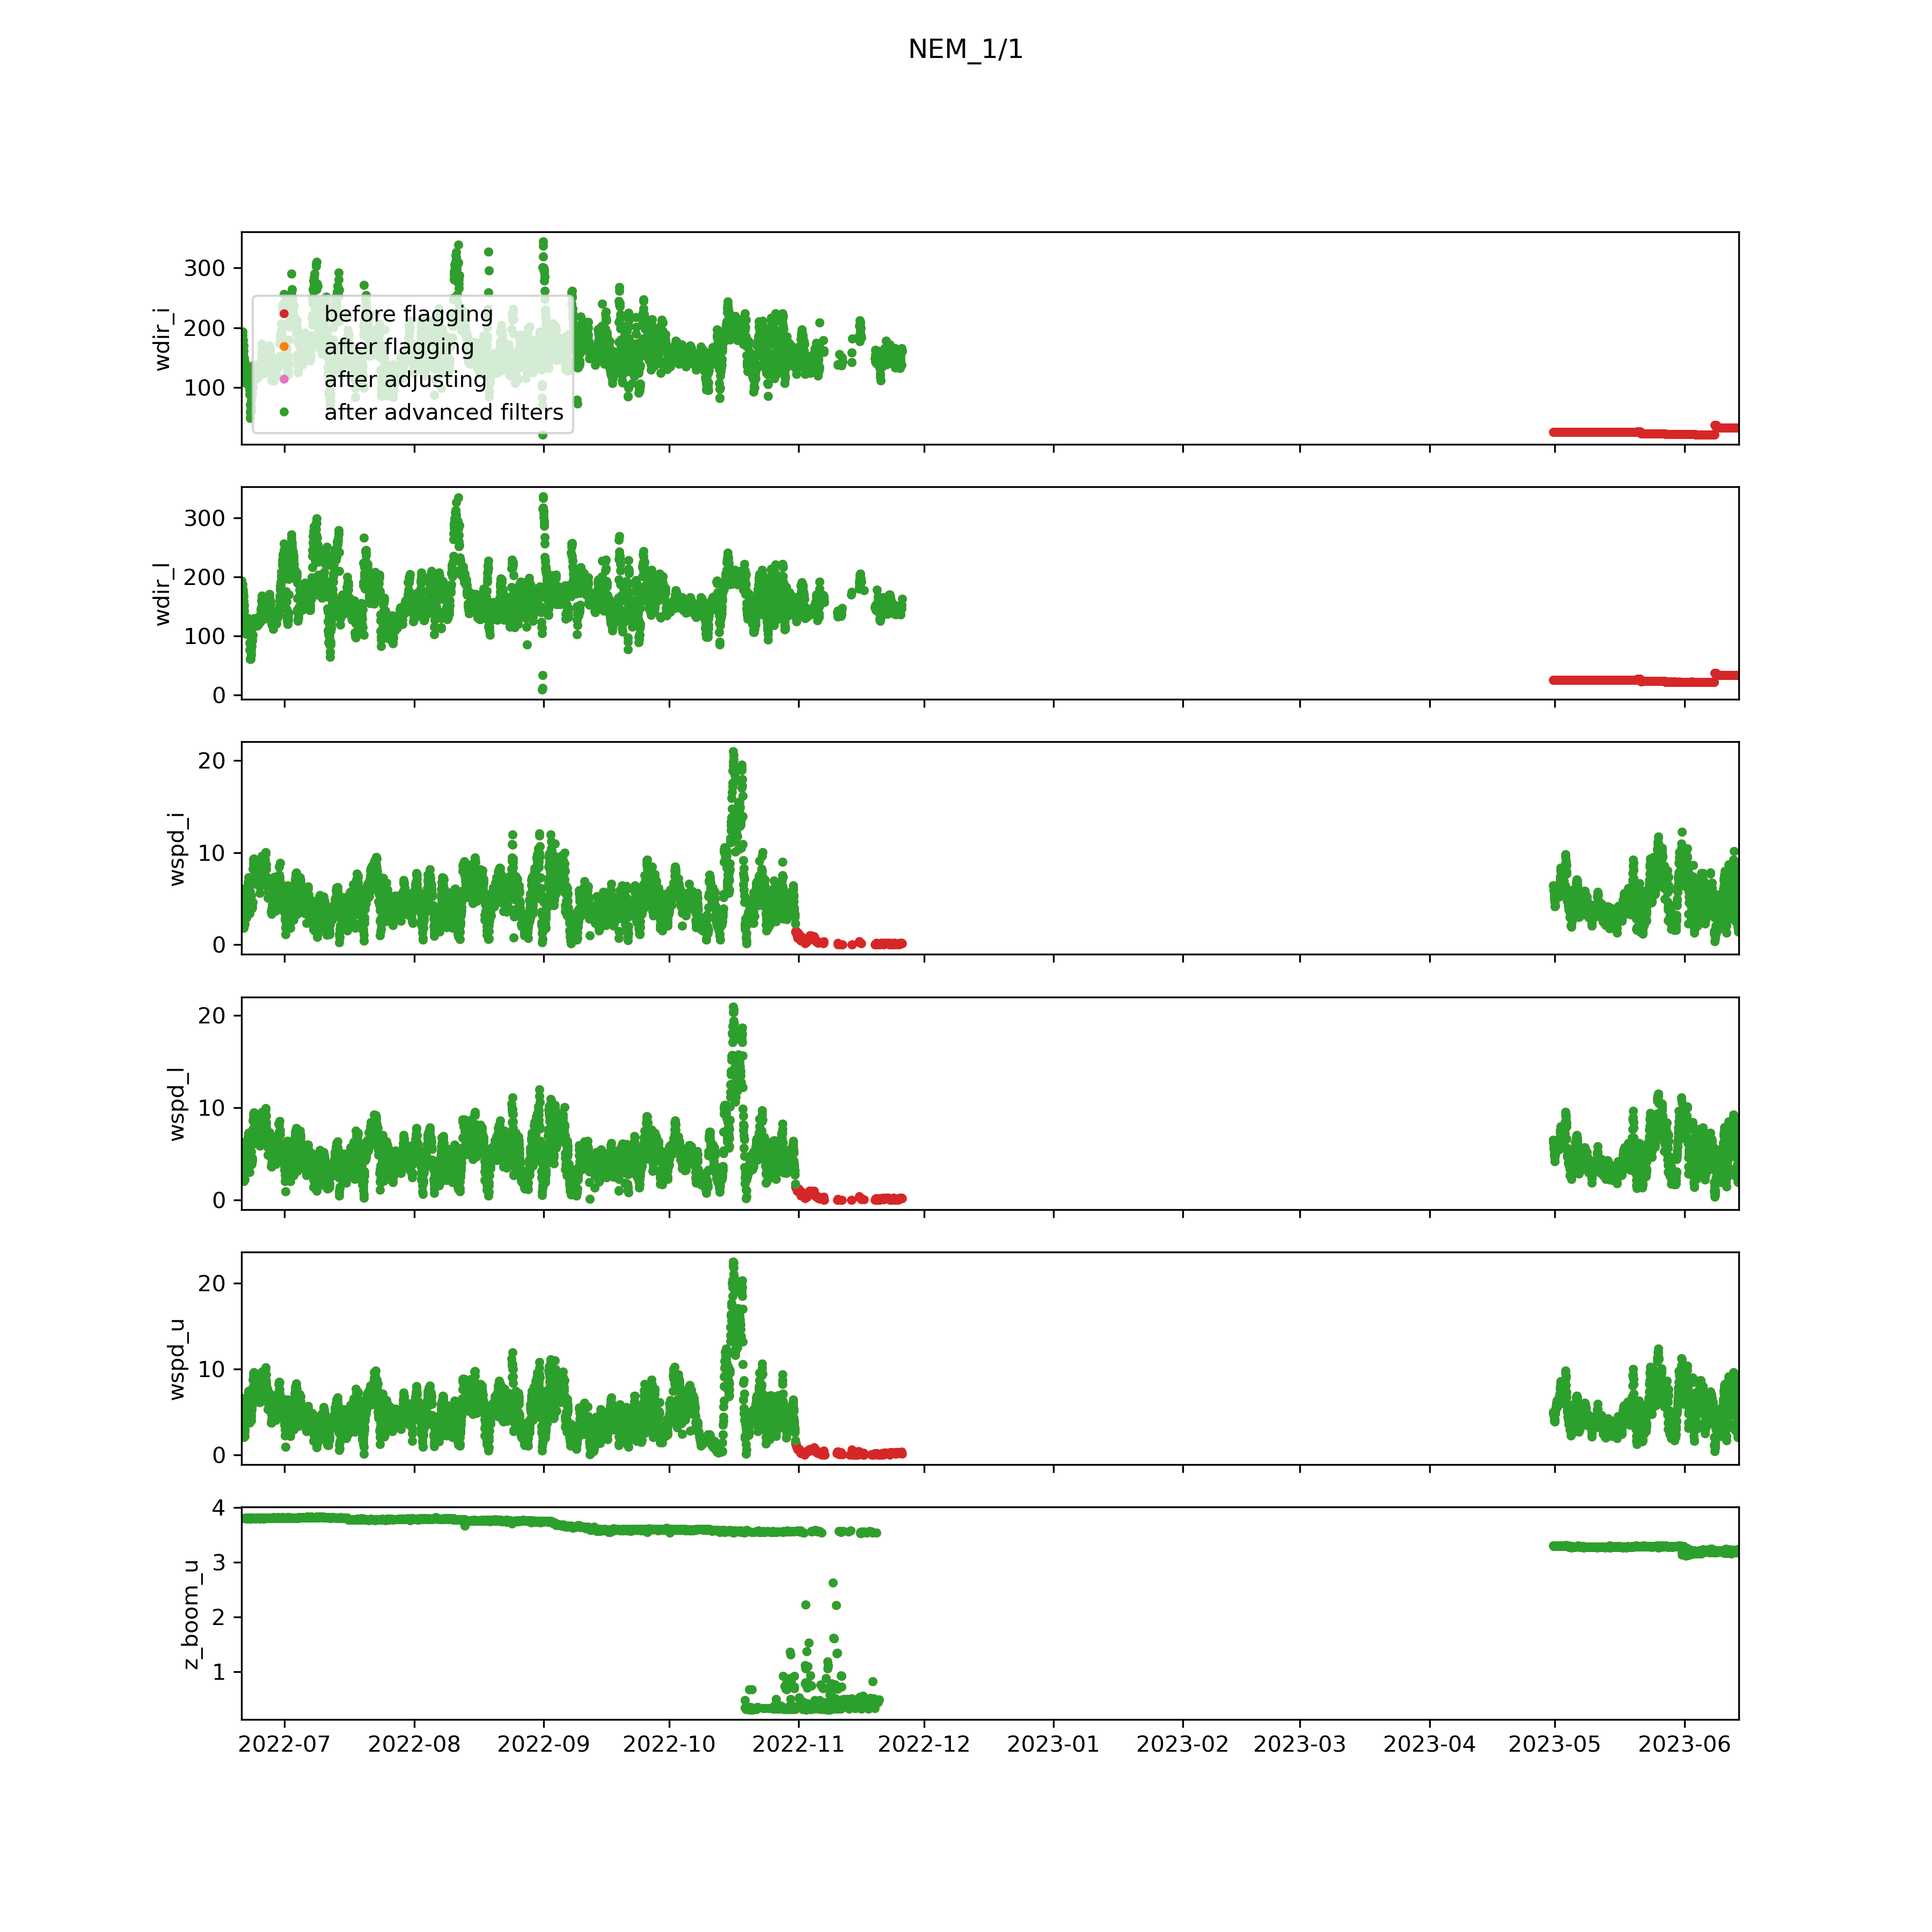 NEM_1/1
wdir_i
300
200
100
before flagging
after flagging
after adjusting
after advanced filters
wdir_l
300
200
100
0
wspd_i
20
10
0
wspd_l
20
10
0
wspd_u
20
10
0
z_boom_u
4
3
2
1
2022-07 2022-08 2022-09 2022-10 2022-11 2022-12 2023-01 2023-02 2023-03 2023-04 2023-05 2023-06